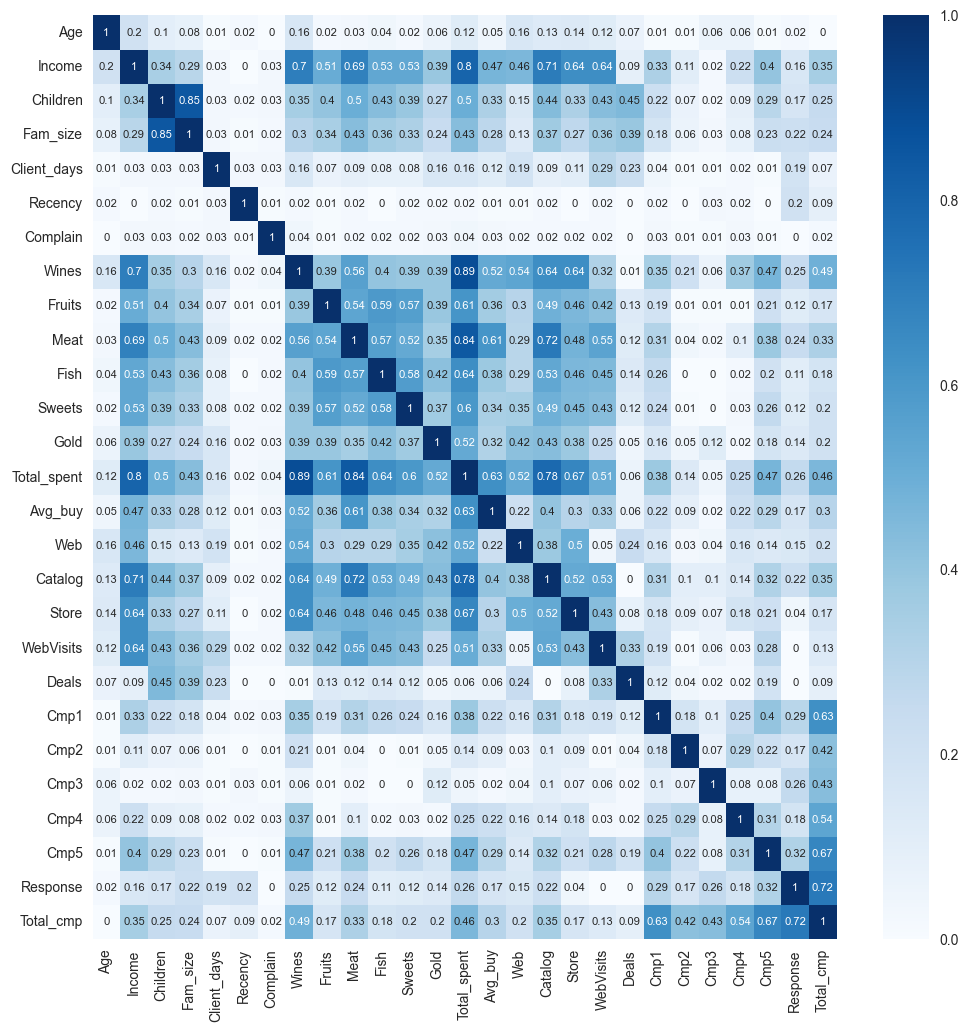 Age 1 0.2 0.1 0.08 0.01 0.02 0 0.16 0.02 0.03 0.04 0.02 0.06 0.12 0.05 0.16 0.13 0.14 0.12 0.07 0.01 0.01 0.06 0.06 0.01 0.02 0
Income 0.2 1 0.34 0.29 0.03 0 0.03 0.7 0.51 0.69 0.53 0.53 0.39 0.8 0.47 0.46 0.71 0.64 0.64 0.09 0.33 0.11 0.02 0.22 0.4 0.16 0.35
Children 0.1 0.34 1 0.85 0.03 0.02 0.03 0.35 0.4 0.5 0.43 0.39 0.27 0.5 0.33 0.15 0.44 0.33 0.43 0.45 0.22 0.07 0.02 0.09 0.29 0.17 0.25
Fam_size 0.08 0.29 0.85 1 0.03 0.01 0.02 0.3 0.34 0.43 0.36 0.33 0.24 0.43 0.28 0.13 0.37 0.27 0.36 0.39 0.18 0.06 0.03 0.08 0.23 0.22 0.24
Client_days 0.01 0.03 0.03 0.03 1 0.03 0.03 0.16 0.07 0.09 0.08 0.08 0.16 0.16 0.12 0.19 0.09 0.11 0.29 0.23 0.04 0.01 0.01 0.02 0.01 0.19 0.07
Recency 0.02 0 0.02 0.01 0.03 1 0.01 0.02 0.01 0.02 0 0.02 0.02 0.02 0.01 0.01 0.02 0 0.02 0 0.02 0 0.03 0.02 0 0.2 0.09
Complain 0 0.03 0.03 0.02 0.03 0.01 1 0.04 0.01 0.02 0.02 0.02 0.03 0.04 0.03 0.02 0.02 0.02 0.02 0 0.03 0.01 0.01 0.03 0.01 0 0.02
Wines 0.16 0.7 0.35 0.3 0.16 0.02 0.04 1 0.39 0.56 0.4 0.39 0.39 0.89 0.52 0.54 0.64 0.64 0.32 0.01 0.35 0.21 0.06 0.37 0.47 0.25 0.49
Fruits 0.02 0.51 0.4 0.34 0.07 0.01 0.01 0.39 1 0.54 0.59 0.57 0.39 0.61 0.36 0.3 0.49 0.46 0.42 0.13 0.19 0.01 0.01 0.01 0.21 0.12 0.17
Meat 0.03 0.69 0.5 0.43 0.09 0.02 0.02 0.56 0.54 1 0.57 0.52 0.35 0.84 0.61 0.29 0.72 0.48 0.55 0.12 0.31 0.04 0.02 0.1 0.38 0.24 0.33
Fish 0.04 0.53 0.43 0.36 0.08 0 0.02 0.4 0.59 0.57 1 0.58 0.42 0.64 0.38 0.29 0.53 0.46 0.45 0.14 0.26 0 0 0.02 0.2 0.11 0.18
Sweets 0.02 0.53 0.39 0.33 0.08 0.02 0.02 0.39 0.57 0.52 0.58 1 0.37 0.6 0.34 0.35 0.49 0.45 0.43 0.12 0.24 0.01 0 0.03 0.26 0.12 0.2
Gold 0.06 0.39 0.27 0.24 0.16 0.02 0.03 0.39 0.39 0.35 0.42 0.37 1 0.52 0.32 0.42 0.43 0.38 0.25 0.05 0.16 0.05 0.12 0.02 0.18 0.14 0.2
Total_spent 0.12 0.8 0.5 0.43 0.16 0.02 0.04 0.89 0.61 0.84 0.64 0.6 0.52 1 0.63 0.52 0.78 0.67 0.51 0.06 0.38 0.14 0.05 0.25 0.47 0.26 0.46
Avg_buy 0.05 0.47 0.33 0.28 0.12 0.01 0.03 0.52 0.36 0.61 0.38 0.34 0.32 0.63 1 0.22 0.4 0.3 0.33 0.06 0.22 0.09 0.02 0.22 0.29 0.17 0.3
Web 0.16 0.46 0.15 0.13 0.19 0.01 0.02 0.54 0.3 0.29 0.29 0.35 0.42 0.52 0.22 1 0.38 0.5 0.05 0.24 0.16 0.03 0.04 0.16 0.14 0.15 0.2
Catalog 0.13 0.71 0.44 0.37 0.09 0.02 0.02 0.64 0.49 0.72 0.53 0.49 0.43 0.78 0.4 0.38 1 0.52 0.53 0 0.31 0.1 0.1 0.14 0.32 0.22 0.35
Store 0.14 0.64 0.33 0.27 0.11 0 0.02 0.64 0.46 0.48 0.46 0.45 0.38 0.67 0.3 0.5 0.52 1 0.43 0.08 0.18 0.09 0.07 0.18 0.21 0.04 0.17
WebVisits 0.12 0.64 0.43 0.36 0.29 0.02 0.02 0.32 0.42 0.55 0.45 0.43 0.25 0.51 0.33 0.05 0.53 0.43 1 0.33 0.19 0.01 0.06 0.03 0.28 0 0.13
Deals 0.07 0.09 0.45 0.39 0.23 0 0 0.01 0.13 0.12 0.14 0.12 0.05 0.06 0.06 0.24 0 0.08 0.33 1 0.12 0.04 0.02 0.02 0.19 0 0.09
Cmp1 0.01 0.33 0.22 0.18 0.04 0.02 0.03 0.35 0.19 0.31 0.26 0.24 0.16 0.38 0.22 0.16 0.31 0.18 0.19 0.12 1 0.18 0.1 0.25 0.4 0.29 0.63
Cmp2 0.01 0.11 0.07 0.06 0.01 0 0.01 0.21 0.01 0.04 0 0.01 0.05 0.14 0.09 0.03 0.1 0.09 0.01 0.04 0.18 1 0.07 0.29 0.22 0.17 0.42
Cmp3 0.06 0.02 0.02 0.03 0.01 0.03 0.01 0.06 0.01 0.02 0 0 0.12 0.05 0.02 0.04 0.1 0.07 0.06 0.02 0.1 0.07 1 0.08 0.08 0.26 0.43
Cmp4 0.06 0.22 0.09 0.08 0.02 0.02 0.03 0.37 0.01 0.1 0.02 0.03 0.02 0.25 0.22 0.16 0.14 0.18 0.03 0.02 0.25 0.29 0.08 1 0.31 0.18 0.54
Cmp5 0.01 0.4 0.29 0.23 0.01 0 0.01 0.47 0.21 0.38 0.2 0.26 0.18 0.47 0.29 0.14 0.32 0.21 0.28 0.19 0.4 0.22 0.08 0.31 1 0.32 0.67
Response 0.02 0.16 0.17 0.22 0.19 0.2 0 0.25 0.12 0.24 0.11 0.12 0.14 0.26 0.17 0.15 0.22 0.04 0 0 0.29 0.17 0.26 0.18 0.32 1 0.72
Total_cmp 0 0.35 0.25 0.24 0.07 0.09 0.02 0.49 0.17 0.33 0.18 0.2 0.2 0.46 0.3 0.2 0.35 0.17 0.13 0.09 0.63 0.42 0.43 0.54 0.67 0.72 1
Age Income Children Fam_size Client_days Recency Complain Wines Fruits Meat Fish Sweets Gold Total_spent Avg_buy Web Catalog Store WebVisits Deals Cmp1 Cmp2 Cmp3 Cmp4 Cmp5 Response Total_cmp
1.0
0.8
0.6
0.4
0.2
0.0